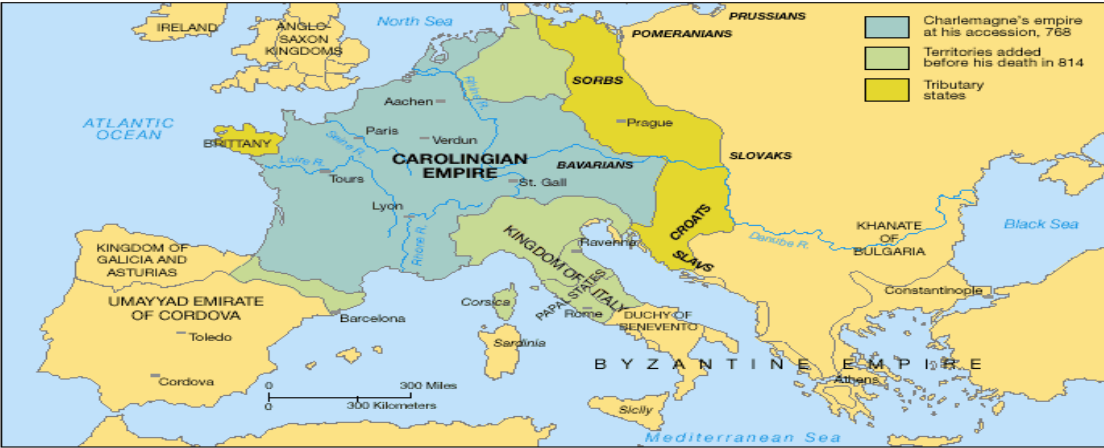 IRELAND
ANGLO-
SAXON
KINGDOMS
North Sea
PRUSSIANS
POMERANIANS
Charlemagne's empire
at his accession, 768
Territories added
before his death in 814
Tributary
states
ATLANTIC
OCEAN
Aachen
Rhine R.
SORBS
Prague
BRITTANY
Paris
Seine R.
Verdun
Loire R.
CAROLINGIAN
EMPIRE
BAVARIANS
SLOVAKS
Tours
St. Gall
Lyon
Rhone R.
CROATS
SLAVS
Danube R.
KHANATE
OF
BULGARIA
Black Sea
KINGDOM OF
GALICIA AND
ASTURIAS
KINGDOM OF
ITALY
Ravenna
PAPAL STATES
Rome
Corsica
Constantinople
UMAYYAD EMIRATE
OF CORDOVA
Barcelona
DUCHY OF
BENEVENTO
Toledo
Sardinia
BYZANTINE EMPIRE
Cordova
Athens
0 300 Miles
0 300 Kilometers
Sicily
Mediterranean Sea